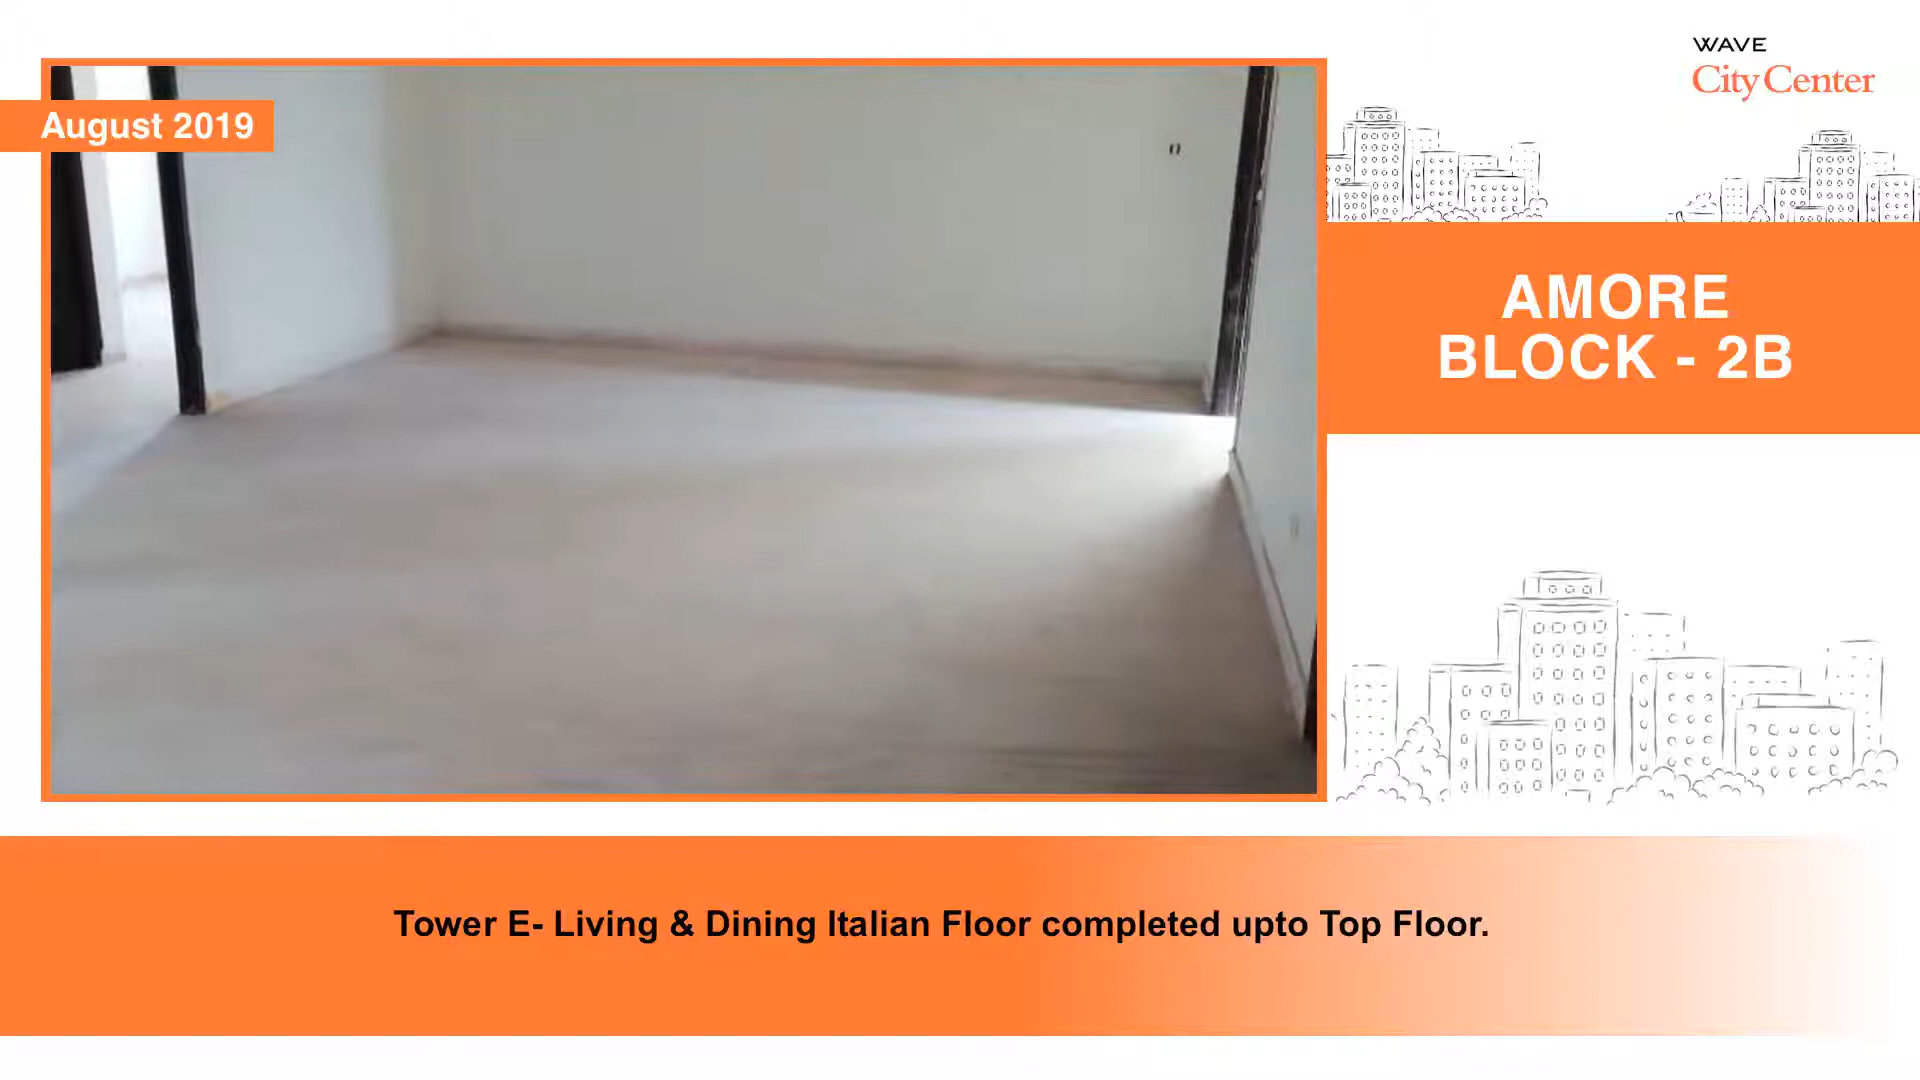 WAVE
City Center
August 2019
AMORE
BLOCK - 2B
Tower E- Living & Dining Italian Floor completed upto Top Floor.